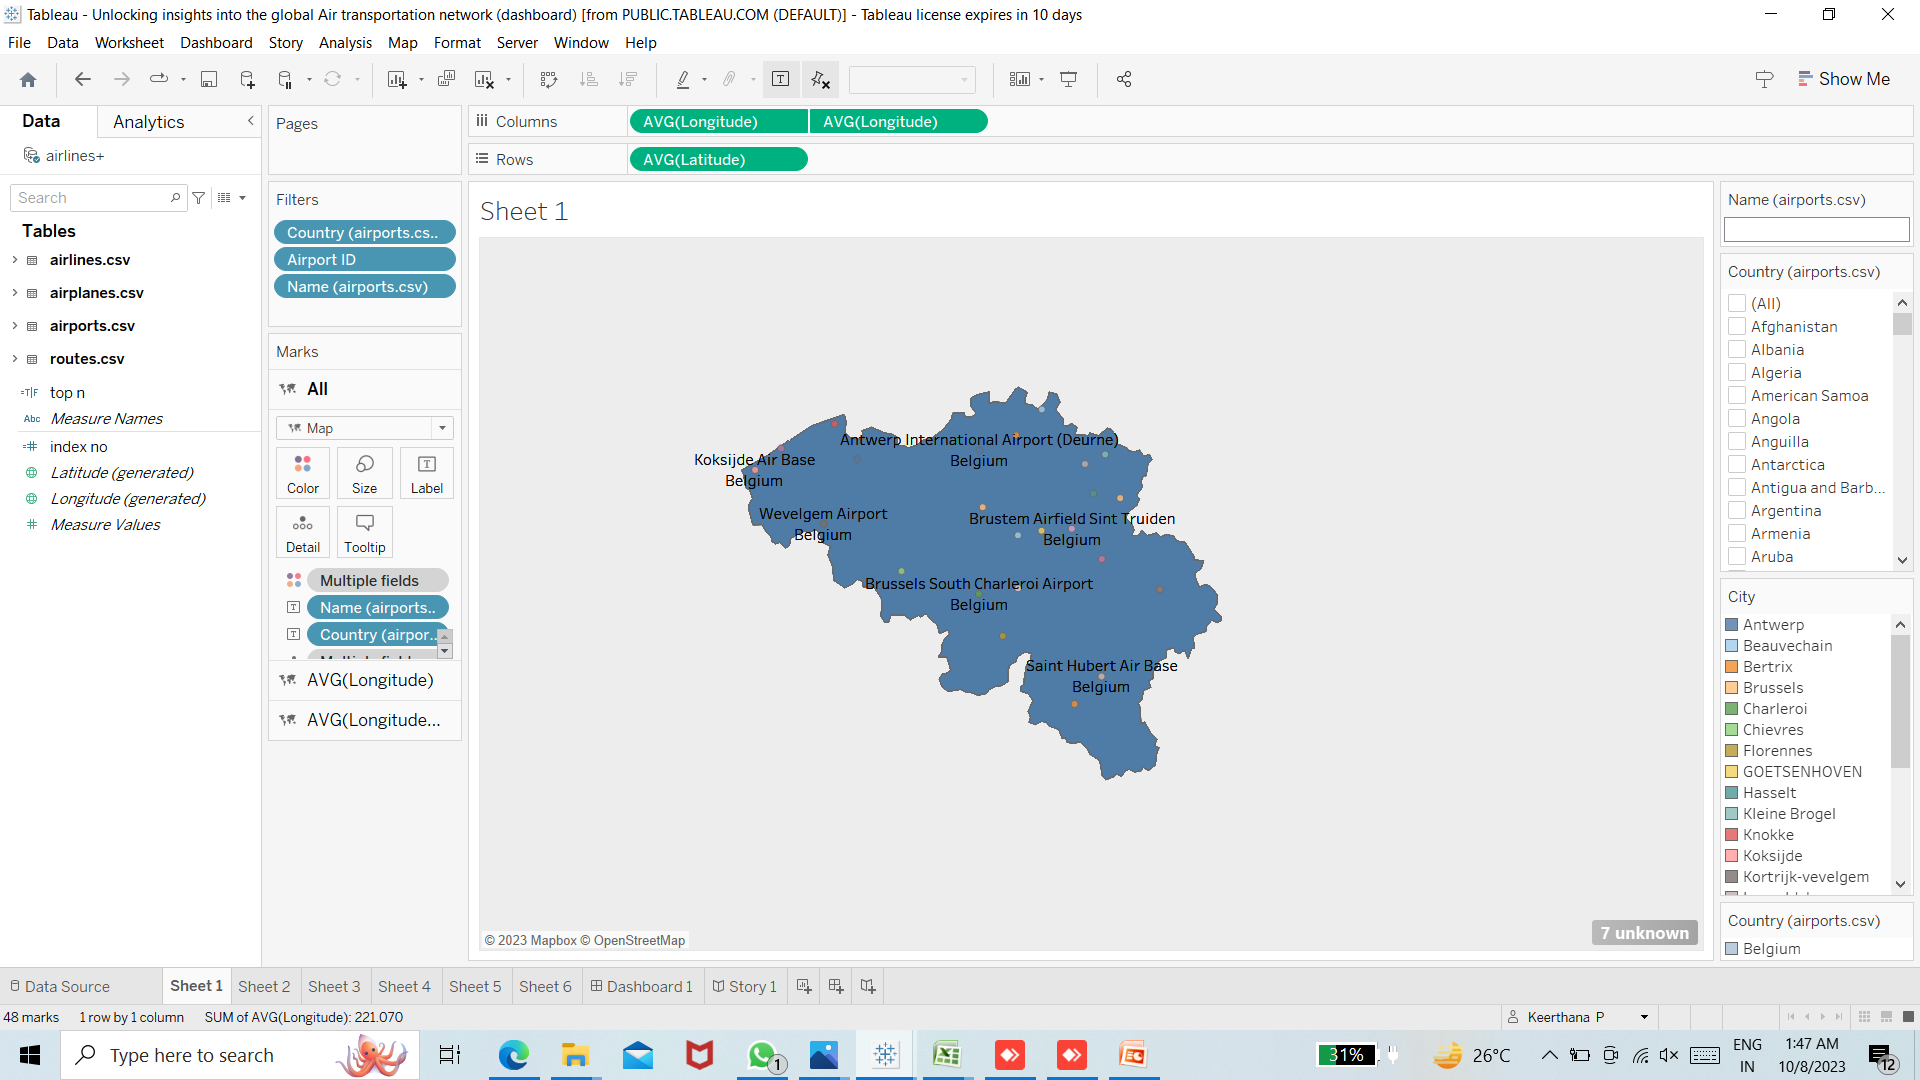 Tableau - Unlocking insights into the global Air transportation network (dashboard) [from PUBLIC.TABLEAU.COM (DEFAULT)] - Tableau license expires in 10 days
File Data Worksheet Dashboard Story Analysis Map Format Server Window Help
Show Me
Data Analytics
airlines+
Search
Tables
airlines.csv
airplanes.csv
airports.csv
routes.csv
=T|F top n
Abc Measure Names
=# index no
Latitude (generated)
Longitude (generated)
# Measure Values
Pages
Filters
Country (airports.cs..
Airport ID
Name (airports.csv)
Marks
All
Map
Color Size Label
Detail Tooltip
Multiple fields
Name (airports..
Country (airpor..
AVG(Longitude)
AVG(Longitude...
Columns AVG(Longitude) AVG(Longitude)
Rows AVG(Latitude)
Sheet 1
Antwerp International Airport (Deurne)
Belgium
Koksijde Air Base
Belgium
Wevelgem Airport
Belgium
Brustem Airfield Sint Truiden
Belgium
Brussels South Charleroi Airport
Belgium
Saint Hubert Air Base
Belgium
© 2023 Mapbox © OpenStreetMap
7 unknown
Name (airports.csv)
Country (airports.csv)
(All)
Afghanistan
Albania
Algeria
American Samoa
Angola
Anguilla
Antarctica
Antigua and Barb...
Argentina
Armenia
Aruba
City
Antwerp
Beauvechain
Bertrix
Brussels
Charleroi
Chievres
Florennes
GOETSENHOVEN
Hasselt
Kleine Brogel
Knokke
Koksijde
Kortrijk-vevelgem
Country (airports.csv)
Belgium
Data Source Sheet 1 Sheet 2 Sheet 3 Sheet 4 Sheet 5 Sheet 6 Dashboard 1 Story 1
48 marks 1 row by 1 column SUM of AVG(Longitude): 221.070
Keerthana P
Type here to search
1
31%
26°C
ENG
IN
1:47 AM
10/8/2023
12